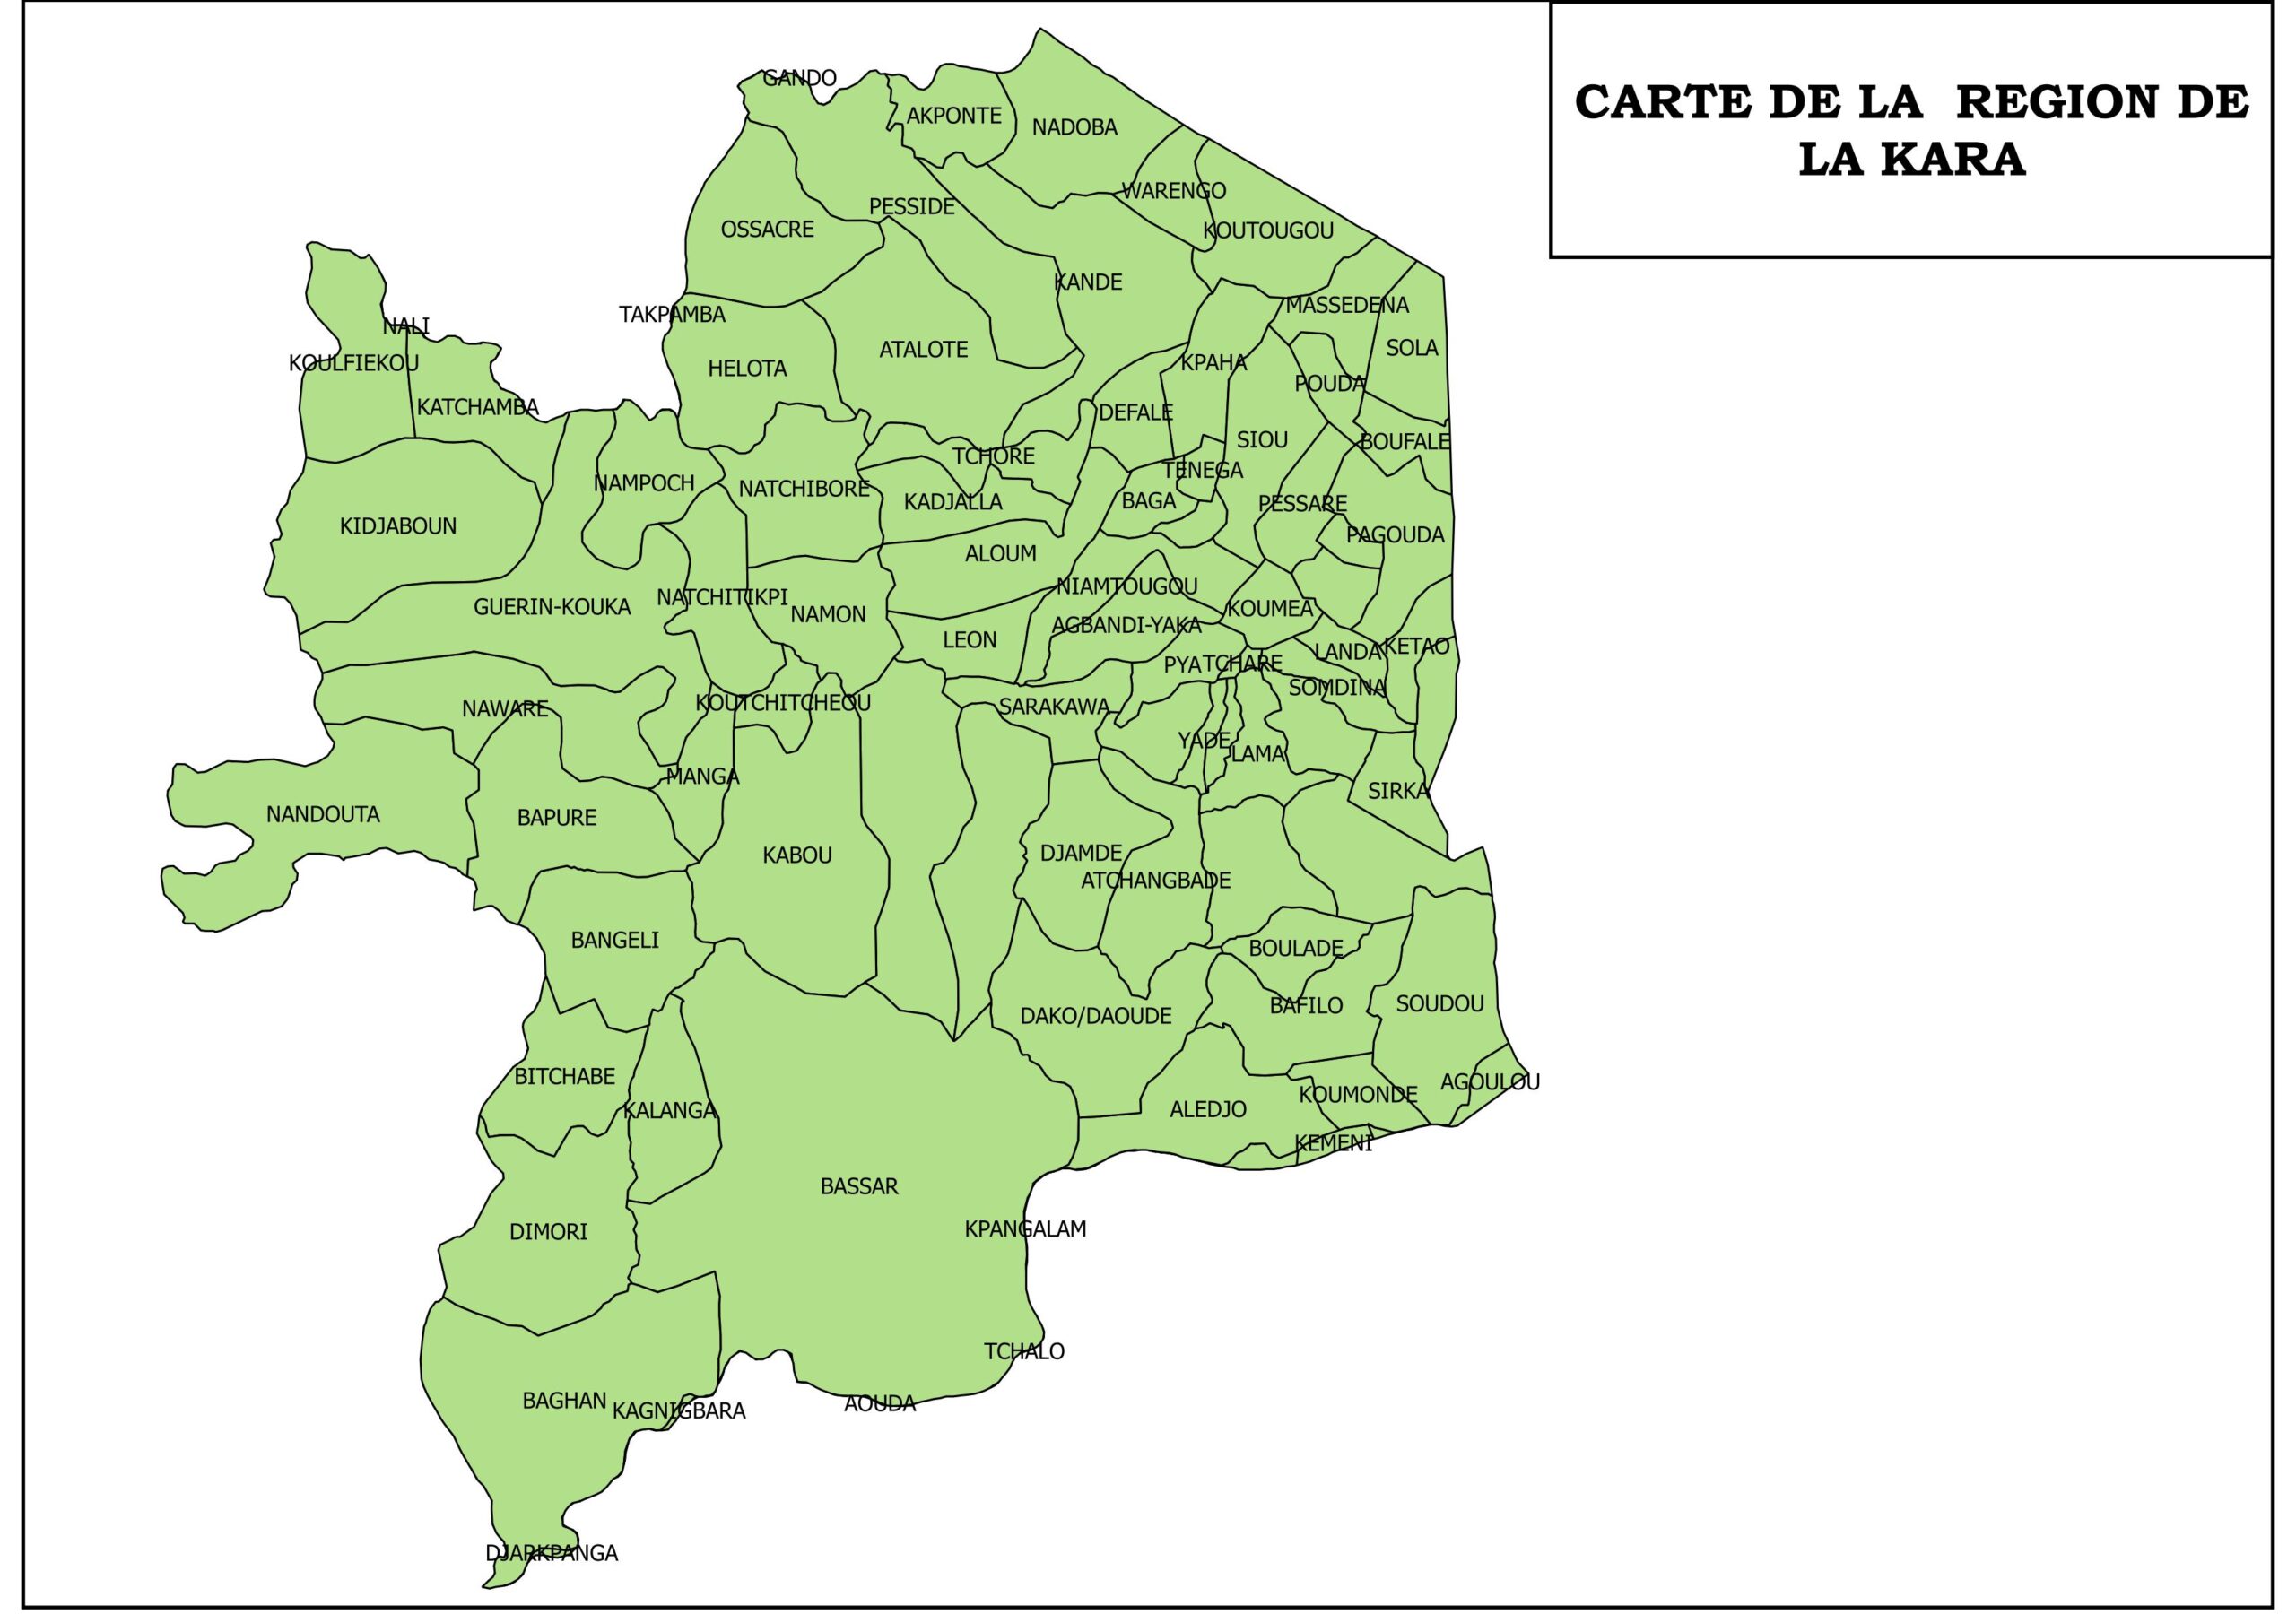 CARTE DE LA REGION DE
LA KARA
GANDO
AKPONTE
NADOBA
WARENGO
PESSIDE
OSSACRE
KOUTOUGOU
KANDE
MASSEDENA
TAKPAMBA
NALI
SOLA
ATALOTE
KOULFIEKOU
KPAHA
HELOTA
POUDA
KATCHAMBA
DEFALE
SIOU
BOUFALE
TCHORE
TENEGA
NAMPOCH
NATCHIBORE
KADJALLA
BAGA
PESSARE
KIDJABOUN
PAGOUDA
ALOUM
NIAMTOUGOU
NATCHITIKPI
GUERIN-KOUKA
KOUMEA
NAMON
AGBANDI-YAKA
LEON
KETAO
LANDA
PYA
TCHARE
SOMDINA
KOUTCHITCHEOU
SARAKAWA
NAWARE
YADE
LAMA
MANGA
SIRKA
NANDOUTA
BAPURE
DJAMDE
KABOU
ATCHANGBADE
BANGELI
BOULADE
SOUDOU
BAFILO
DAKO/DAOUDE
BITCHABE
AGOULOU
KOUMONDE
KALANGA
ALEDJO
KEMENI
BASSAR
KPANGALAM
DIMORI
TCHALO
BAGHAN
AOUDA
KAGNIGBARA
DJARKPANGA